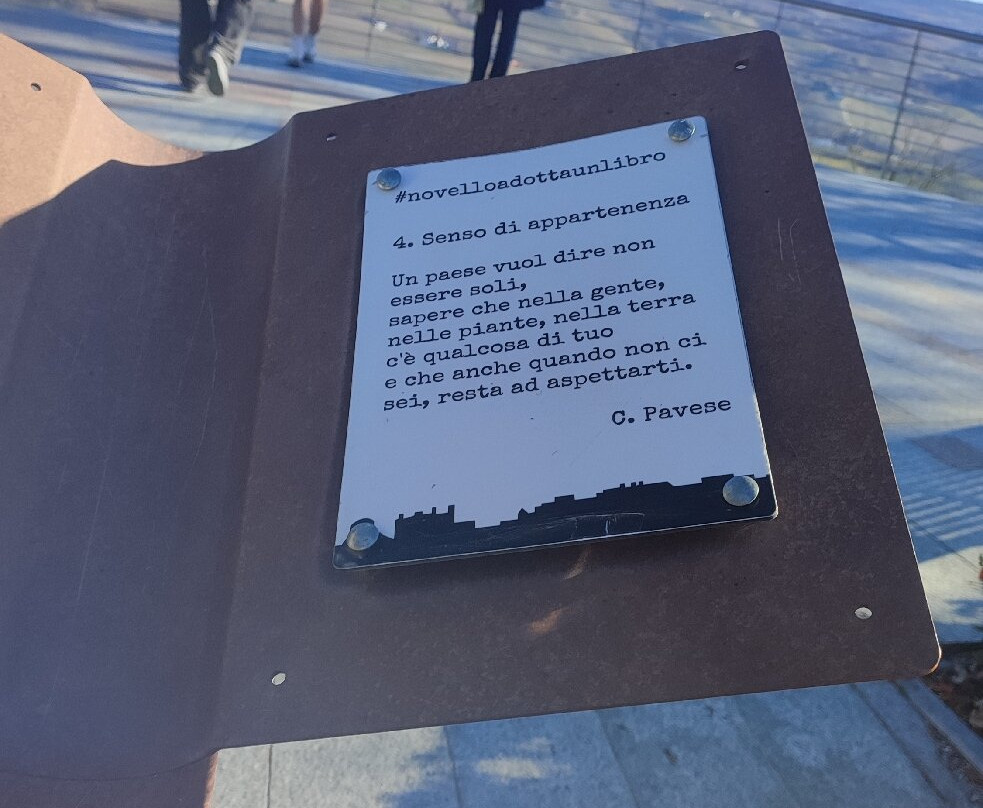 #novelloadottaunlibro
4. Senso di appartenenza
Un paese vuol dire non
essere soli,
sapere che nella gente,
nelle piante, nella terra
c'è qualcosa di tuo
e che anche quando non ci
sei, resta ad aspettarti.
C. Pavese